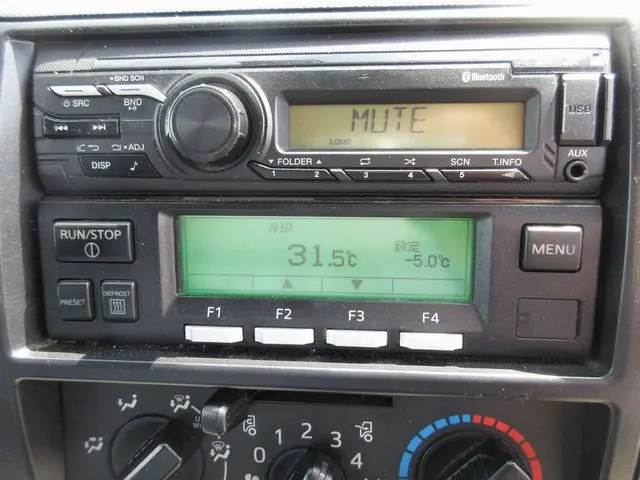 • BND SCN
Bluetooth
SRC
BND
MUTE
LOUD
USB
• ADJ
DISP
▼ FOLDER ▲
SCN
T.INFO
AUX
1 2 3 4 5
RUN/STOP
冷却
31.5℃
設定
-5.0℃
MENU
▲ ▼
PRESET
DEFROST
F1 F2 F3 F4
0 1 2 3 4